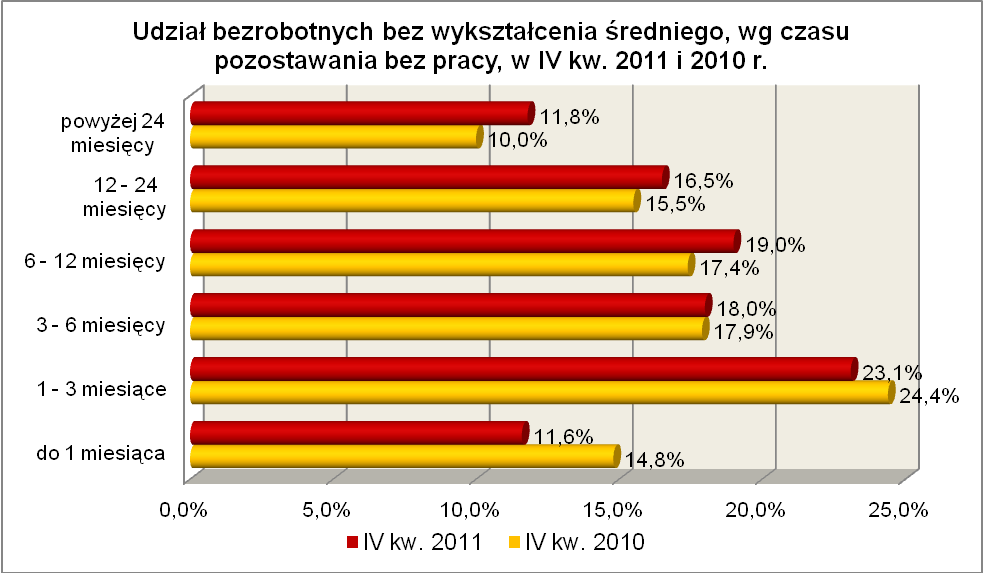 Udział bezrobotnych bez wykształcenia średniego, wg czasu
pozostawania bez pracy, w IV kw. 2011 i 2010 r.
powyżej 24
miesięcy
11,8%
10,0%
12 - 24
miesięcy
16,5%
15,5%
6 - 12 miesięcy
19,0%
17,4%
3 - 6 miesięcy
18,0%
17,9%
1 - 3 miesiące
23,1%
24,4%
do 1 miesiąca
11,6%
14,8%
0,0% 5,0% 10,0% 15,0% 20,0% 25,0%
IV kw. 2011 IV kw. 2010